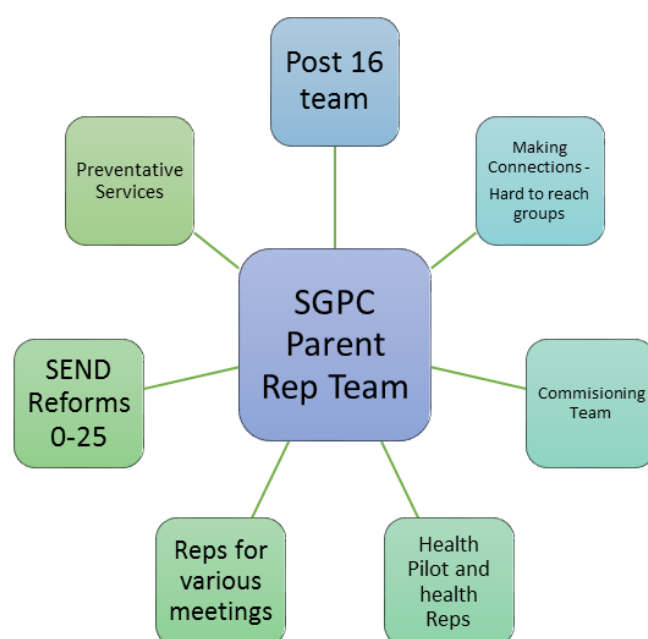 Post 16
team
Making
Connections -
Hard to reach
groups
Commisioning
Team
Health
Pilot and
health
Reps
Reps for
various
meetings
SEND
Reforms
0-25
Preventative
Services
SGPC
Parent
Rep Team